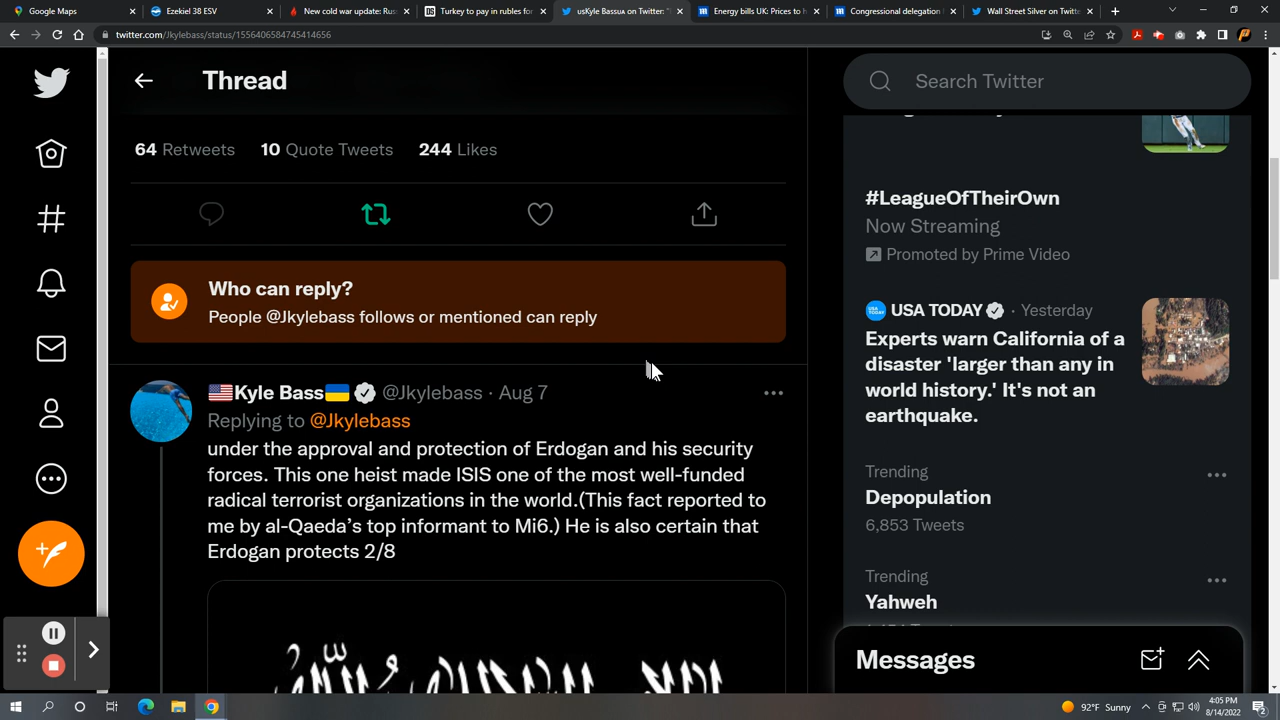 Google Maps
Ezekiel 38 ESV
New cold war update: Rus
Turkey to pay in rubles for
usKyle Bassua on Twitter: "
Energy bills UK: Prices to h
Congressional delegation
Wall Street Silver on Twitter
twitter.com/Jkylebass/status/1556406584745414656
Thread
Search Twitter
64 Retweets 10 Quote Tweets 244 Likes
#LeagueOfTheirOwn
Now Streaming
Promoted by Prime Video
Who can reply?
People @Jkylebass follows or mentioned can reply
USA TODAY · Yesterday
Experts warn California of a
disaster 'larger than any in
world history.' It's not an
earthquake.
Kyle Bass @Jkylebass · Aug 7
Replying to @Jkylebass
under the approval and protection of Erdogan and his security
forces. This one heist made ISIS one of the most well-funded
radical terrorist organizations in the world.(This fact reported to
me by al-Qaeda’s top informant to Mi6.) He is also certain that
Erdogan protects 2/8
Trending
Depopulation
6,853 Tweets
Trending
Yahweh
Messages
92°F Sunny
4:05 PM
8/14/2022